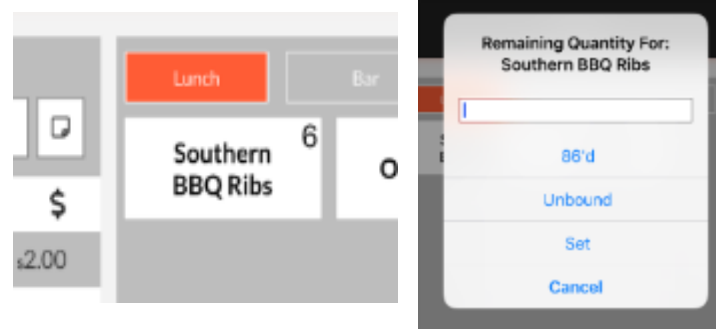 Lunch
Bar
Southern
BBQ Ribs
6
O
$
$2.00
Remaining Quantity For:
Southern BBQ Ribs
86'd
Unbound
Set
Cancel